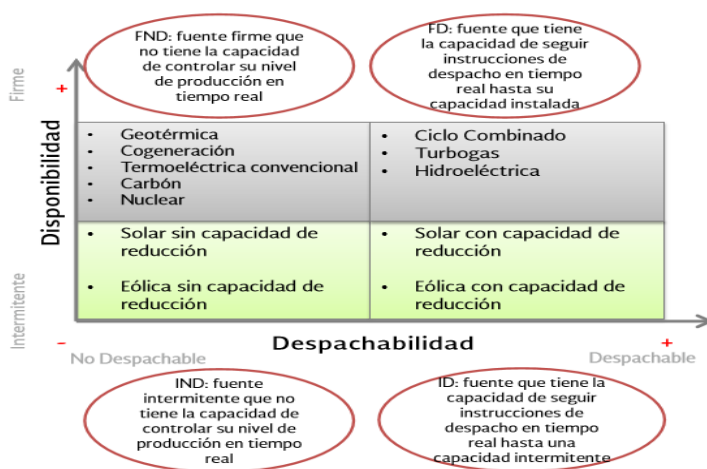 FND: fuente firme que
no tiene la capacidad
de controlar su nivel
de producción en
tiempo real
FD: fuente que tiene
la capacidad de seguir
instrucciones de
despacho en tiempo
real hasta su
capacidad instalada
Firme
+
Disponibilidad
Intermitente
• Geotérmica
• Cogeneración
• Termoeléctrica convencional
• Carbón
• Nuclear
• Ciclo Combinado
• Turbogas
• Hidroeléctrica
• Solar sin capacidad de
reducción
• Eólica sin capacidad de
reducción
• Solar con capacidad de
reducción
• Eólica con capacidad de
reducción
-
Despachabilidad
+
No Despachable
Despachable
IND: fuente
intermitente que no
tiene la capacidad de
controlar su nivel de
producción en tiempo
real
ID: fuente que tiene la
capacidad de seguir
instrucciones de
despacho en tiempo
real hasta una
capacidad intermitente